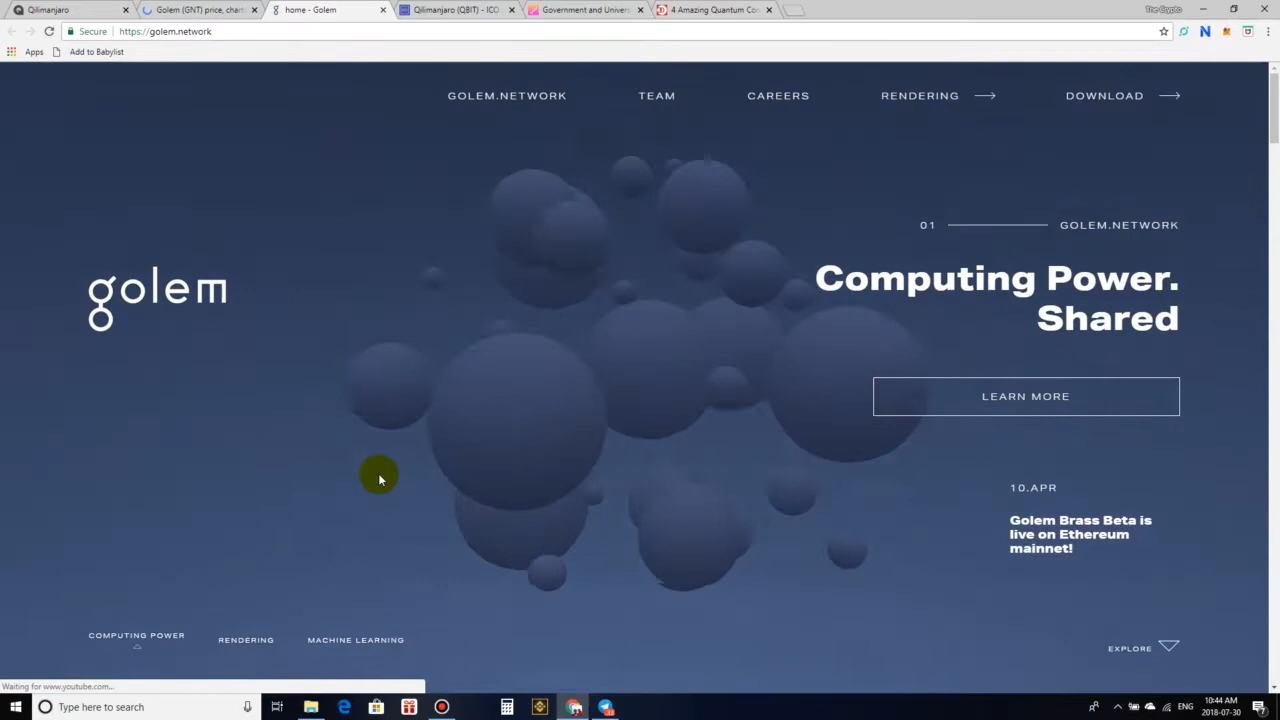 Qilimanjaro
Golem (GNT) price, chart
home - Golem
Qilimanjaro (QBIT) - ICO
Government and Univers
4 Amazing Quantum Co
The Crypto
Secure
https://golem.network
Apps
Add to Babylist
GOLEM.NETWORK
TEAM
CAREERS
RENDERING
DOWNLOAD
01
GOLEM.NETWORK
golem
Computing Power.
Shared
LEARN MORE
10.APR
Golem Brass Beta is
live on Ethereum
mainnet!
COMPUTING POWER
RENDERING
MACHINE LEARNING
EXPLORE
Waiting for www.youtube.com...
Type here to search
ENG
10:44 AM
2018-07-30